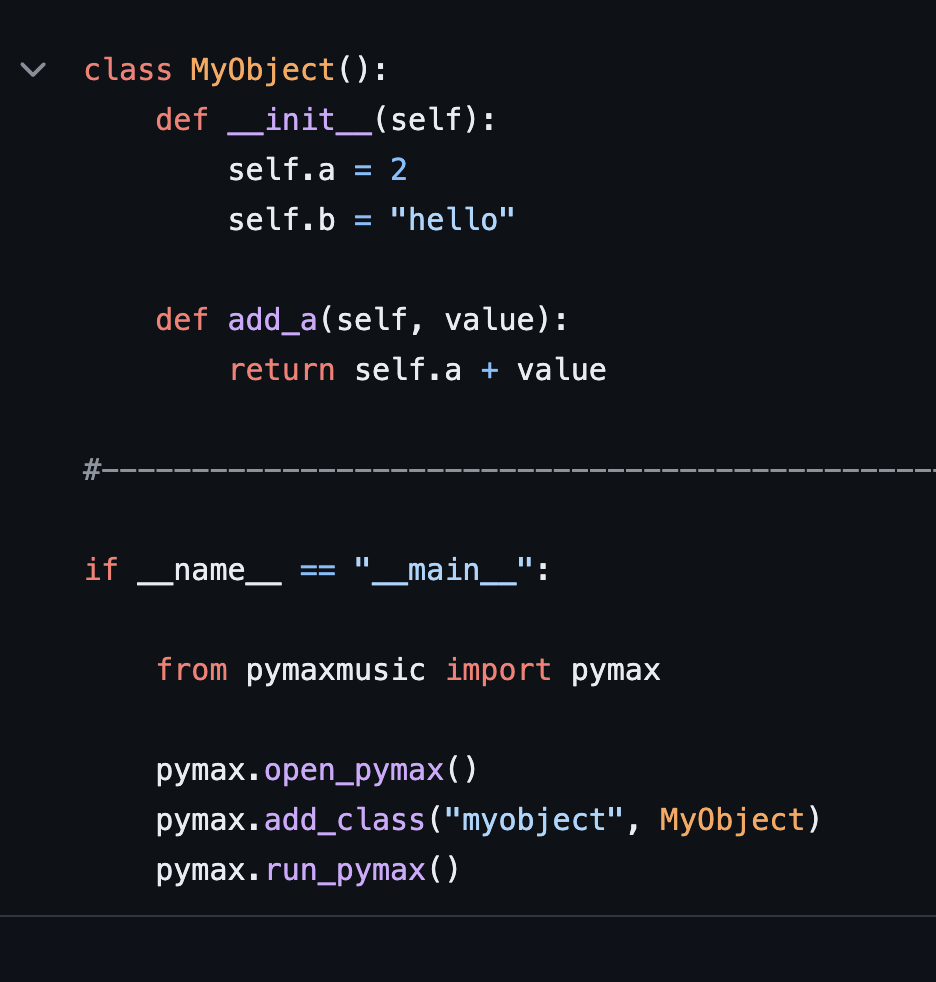 class MyObject():
    def __init__(self):
        self.a = 2
        self.b = "hello"

    def add_a(self, value):
        return self.a + value

#----------------------------------------------

if __name__ == "__main__":

    from pymaxmusic import pymax

    pymax.open_pymax()
    pymax.add_class("myobject", MyObject)
    pymax.run_pymax()